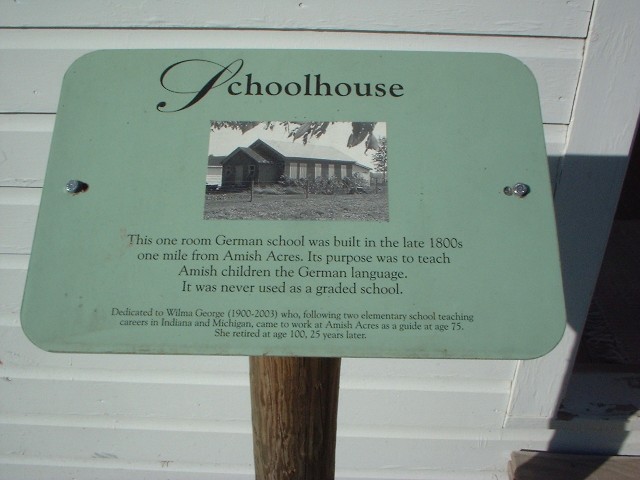 Schoolhouse
This one room German school was built in the late 1800s
one mile from Amish Acres. Its purpose was to teach
Amish children the German language.
It was never used as a graded school.
Dedicated to Wilma George (1900-2003) who, following two elementary school teaching
careers in Indiana and Michigan, came to work at Amish Acres as a guide at age 75.
She retired at age 100, 25 years later.